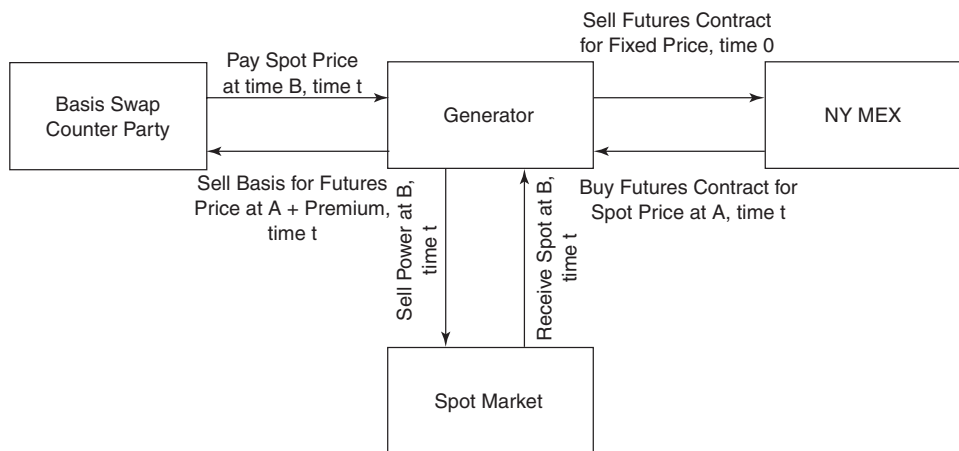 Sell Futures Contract
for Fixed Price, time 0
Pay Spot Price
at time B, time t
Basis Swap
Counter Party
Generator
NY MEX
Sell Basis for Futures
Price at A + Premium,
time t
Buy Futures Contract for
Spot Price at A, time t
Sell Power at B,
time t
Receive Spot at B,
time t
Spot Market